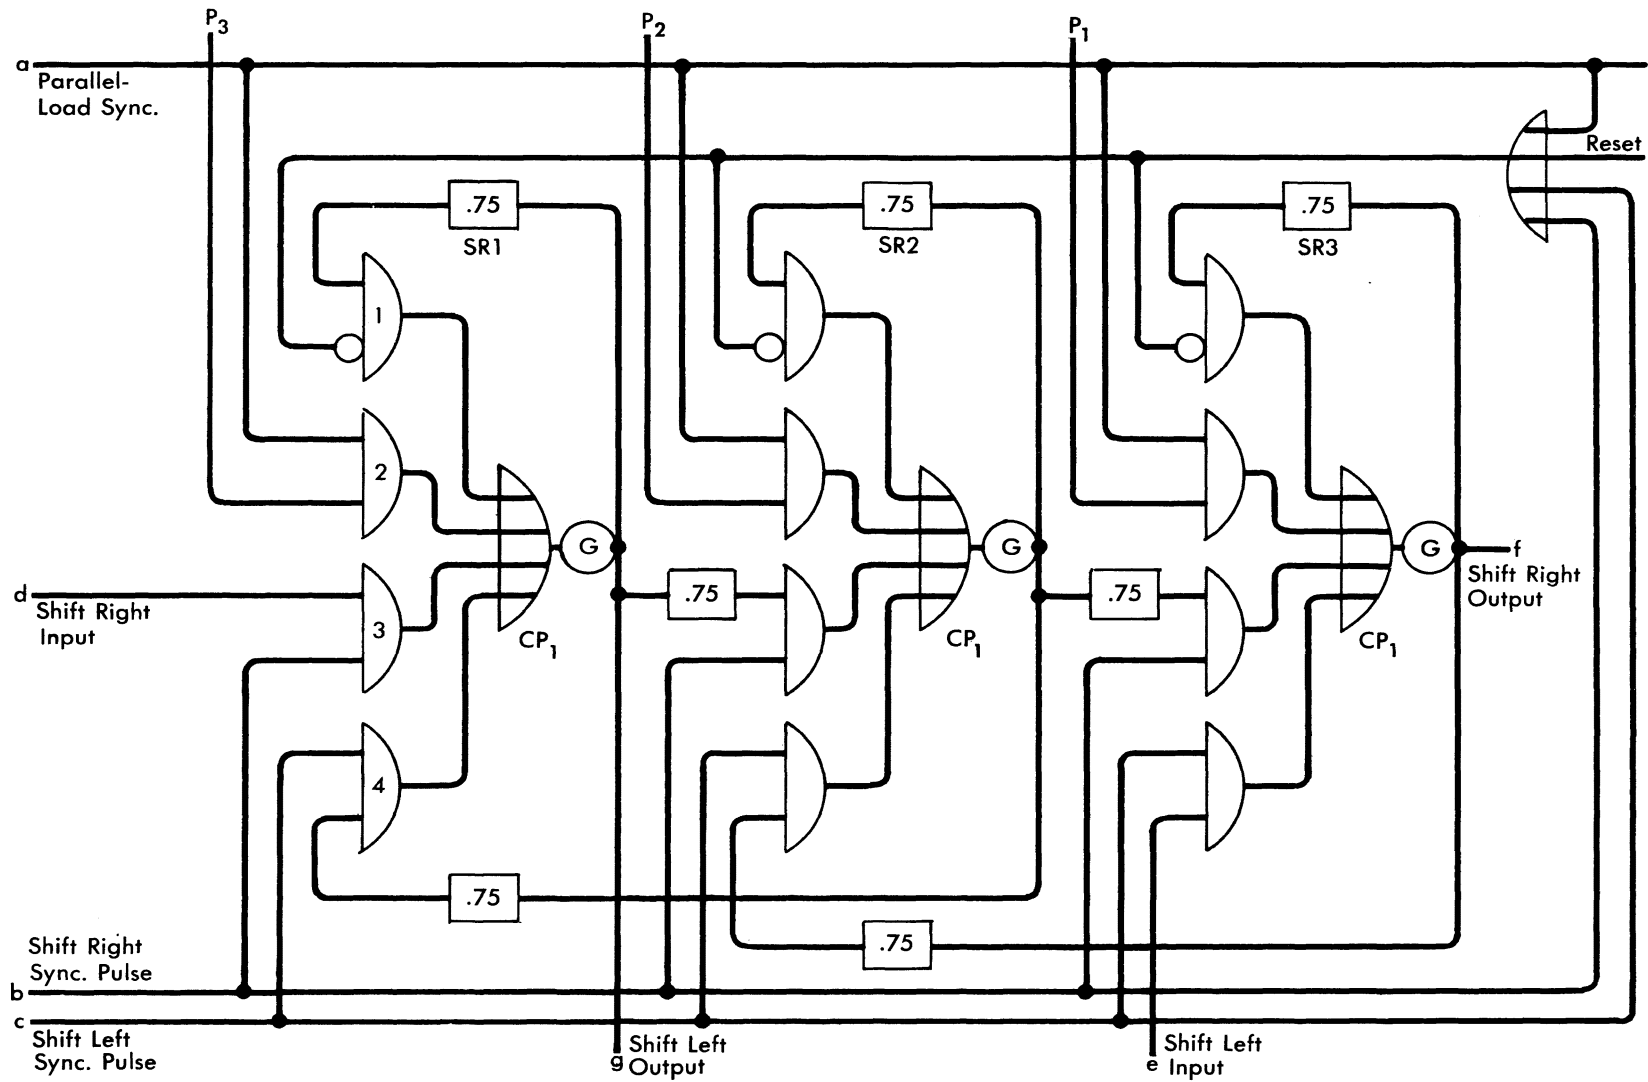 P3
P2
P1
a
Parallel-
Load Sync.
Reset
.75
SR1
.75
SR2
.75
SR3
1
2
G
G
G
f
Shift Right
Output
d
Shift Right
Input
3
.75
.75
CP1
CP1
CP1
4
.75
.75
Shift Right
Sync. Pulse
b
c
Shift Left
Sync. Pulse
g
Shift Left
Output
e
Shift Left
Input